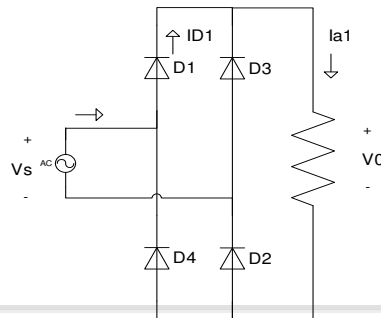 ID1
Ia1
D1
D3
+
+
Vs
AC
V0
-
-
D4
D2